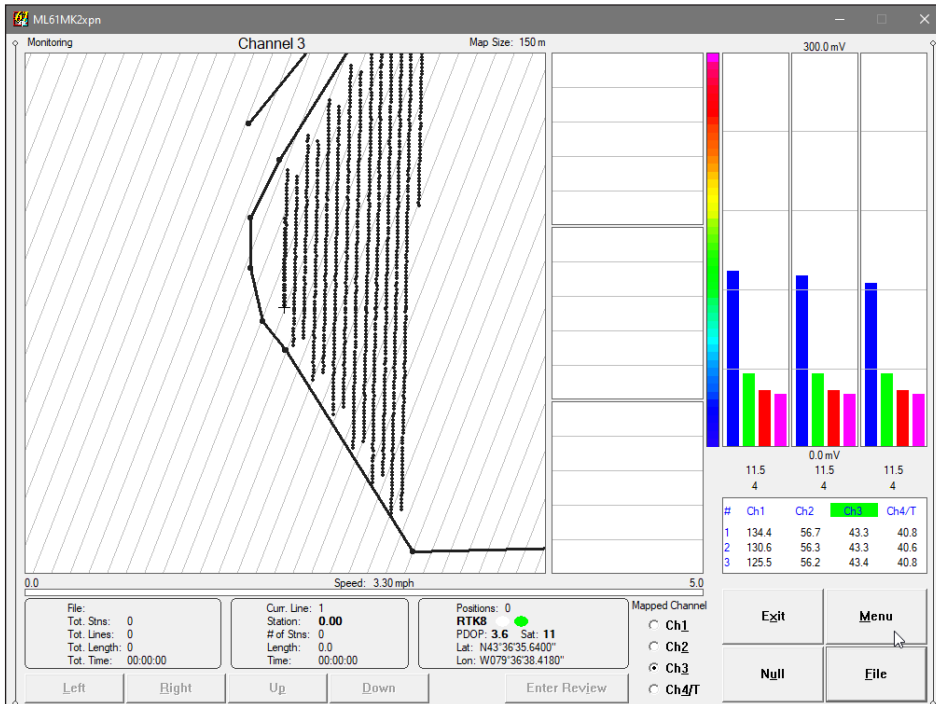 ML61MK2xpn
Monitoring Channel 3 Map Size: 150 m
300.0 mV
0.0 mV
11.5 11.5 11.5
4 4 4
# Ch1 Ch2 Ch3 Ch4/T
1 134.4 56.7 43.3 40.8
2 130.6 56.3 43.3 40.6
3 125.5 56.2 43.4 40.8
0.0 Speed: 3.30 mph 5.0
File:
Tot. Stns: 0
Tot. Lines: 0
Tot. Length: 0
Tot. Time: 00:00:00
Curr. Line: 1
Station: 0.00
# of Stns: 0
Length: 0.0
Time: 00:00:00
Positions: 0
RTK8
PDOP: 3.6 Sat: 11
Lat: N43°36'35.6400"
Lon: W079°36'38.4180"
Mapped Channel
Ch1
Ch2
Ch3
Ch4/T
Exit Menu
Null File
Left Right Up Down Enter Review